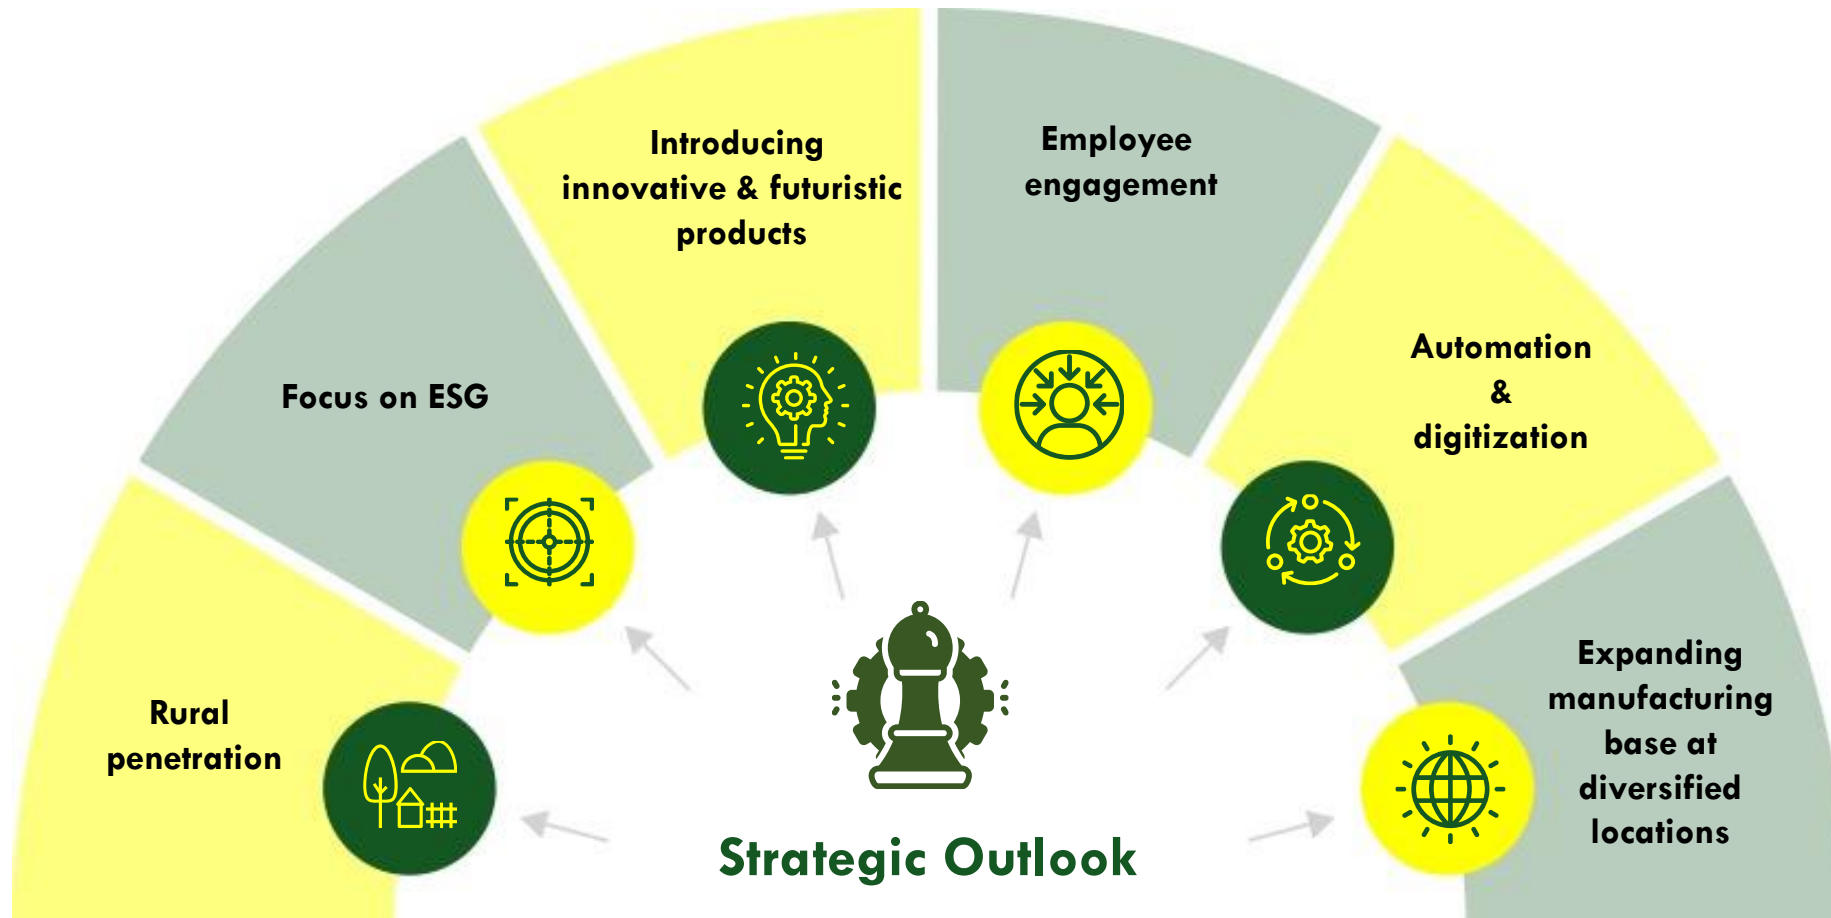 Introducing
innovative & futuristic
products
Employee
engagement
Focus on ESG
Automation
&
digitization
Rural
penetration
Expanding
manufacturing
base at
diversified
locations
Strategic Outlook